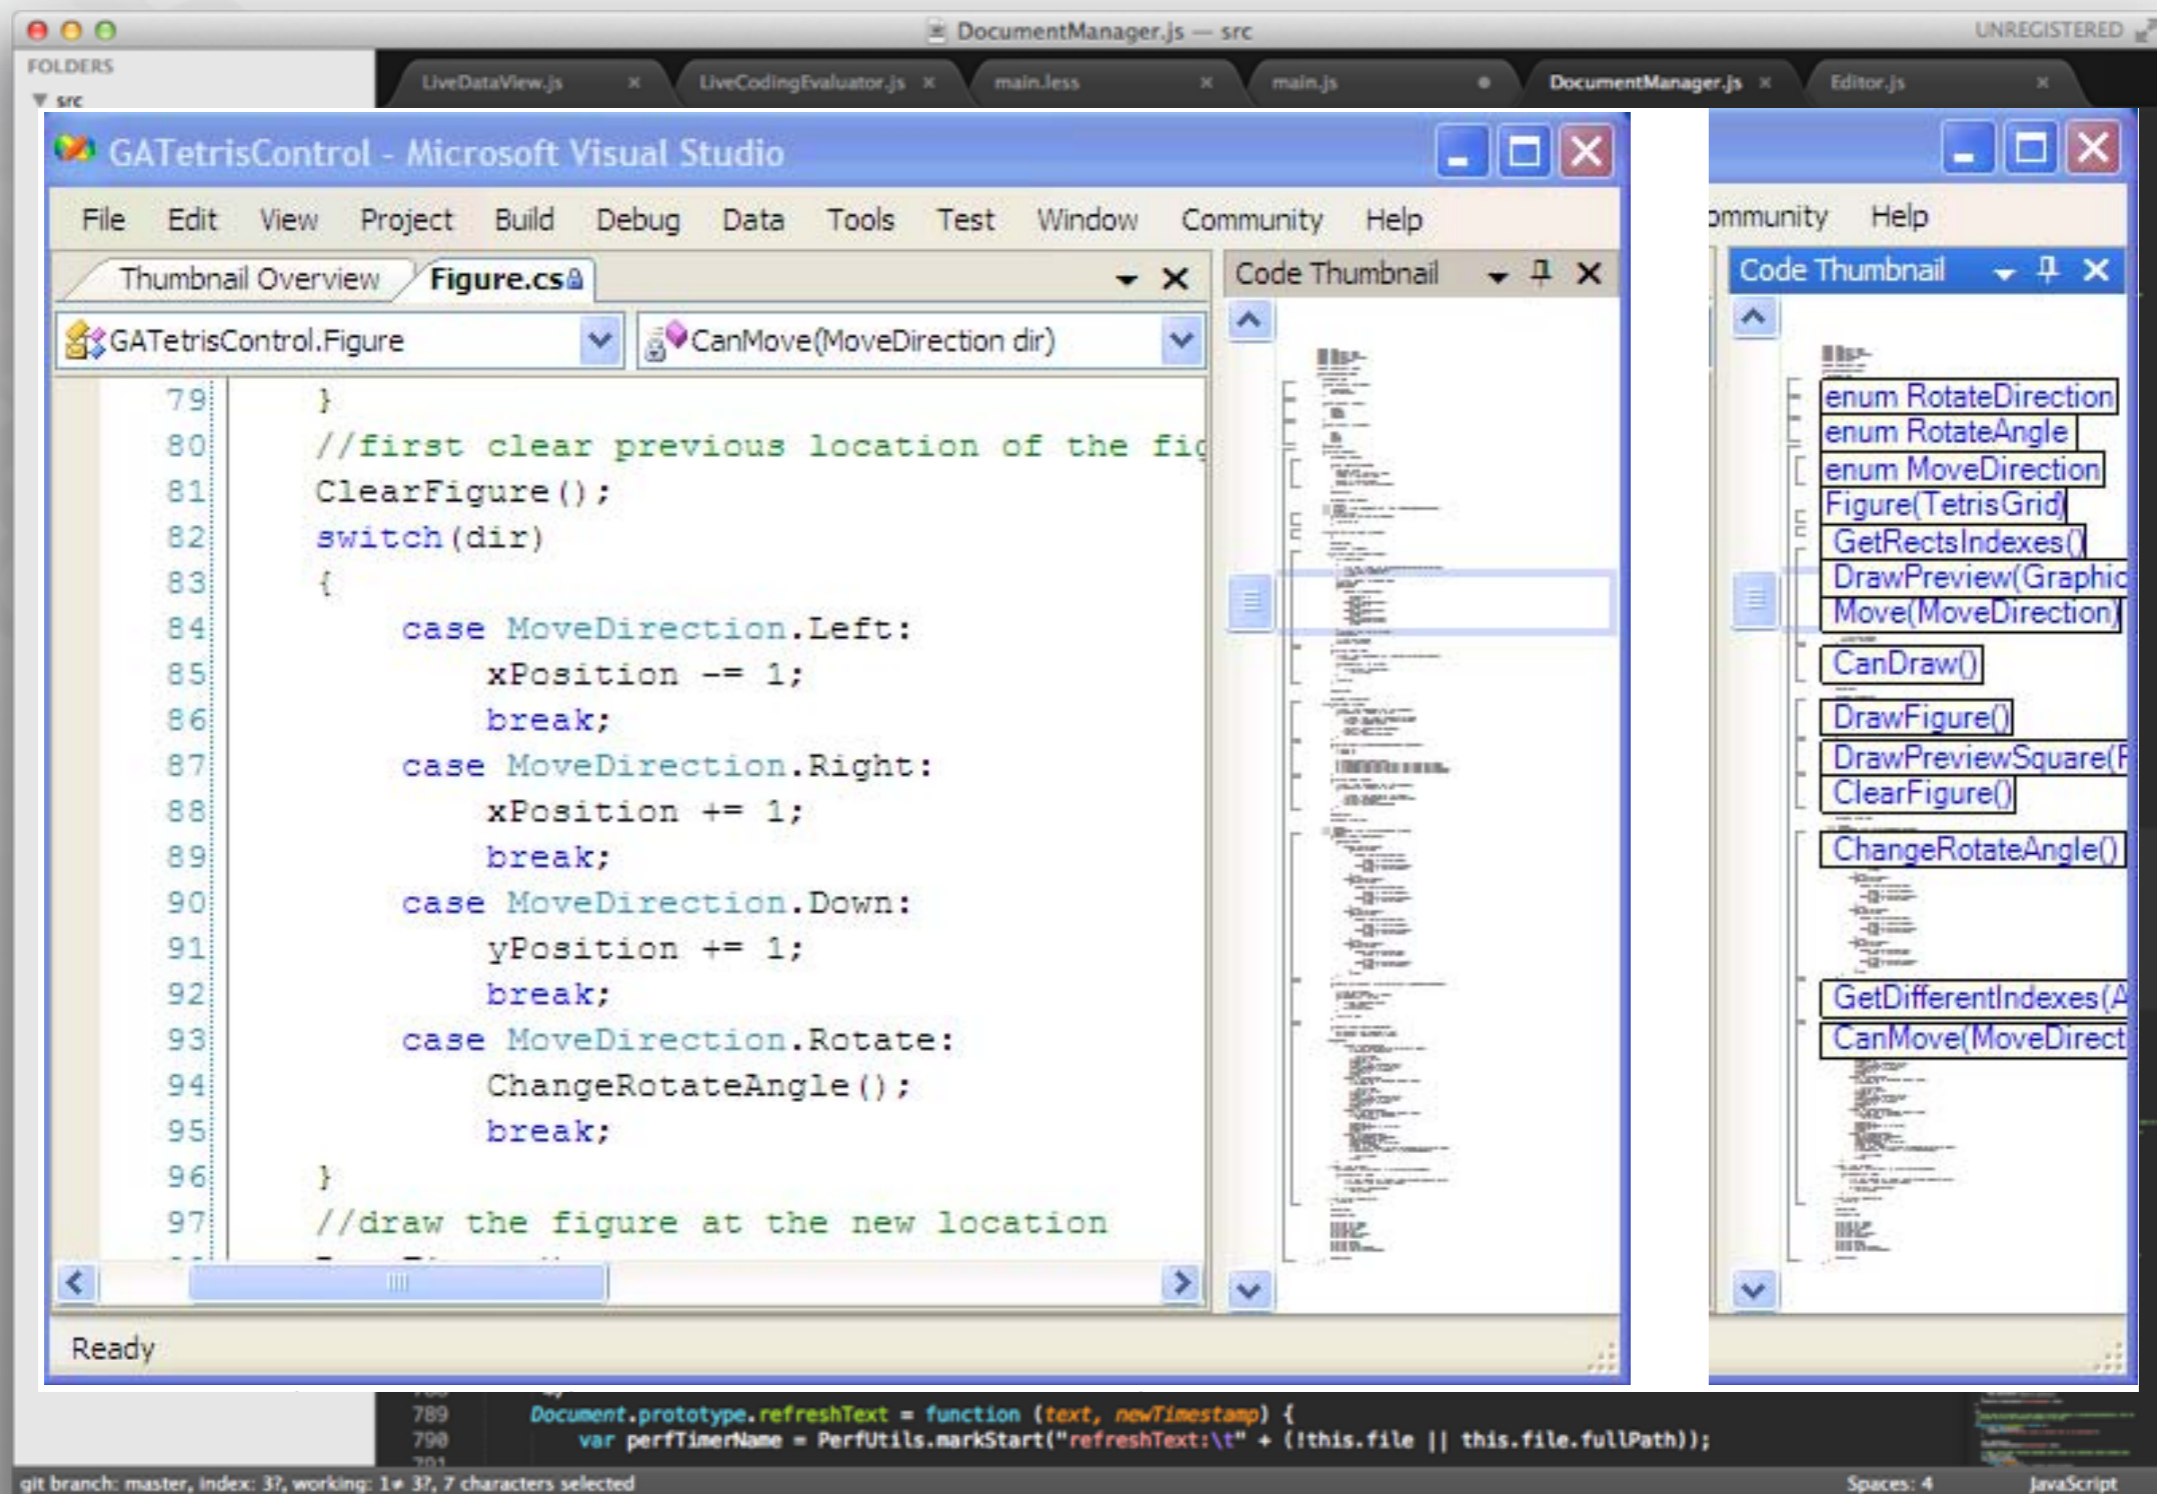 DocumentManager.js — src
UNREGISTERED
FOLDERS
src
LiveDataView.js × LiveCodingEvaluator.js × main.less × main.js DocumentManager.js × Editor.js ×
GATetrisControl - Microsoft Visual Studio
File Edit View Project Build Debug Data Tools Test Window Community Help
Thumbnail Overview Figure.cs
Code Thumbnail
GATetrisControl.Figure
CanMove(MoveDirection dir)
79 }
80 //first clear previous location of the fig
81 ClearFigure();
82 switch(dir)
83 {
84 case MoveDirection.Left:
85 xPosition -= 1;
86 break;
87 case MoveDirection.Right:
88 xPosition += 1;
89 break;
90 case MoveDirection.Down:
91 yPosition += 1;
92 break;
93 case MoveDirection.Rotate:
94 ChangeRotateAngle();
95 break;
96 }
97 //draw the figure at the new location
Ready
ommunity Help
Code Thumbnail
enum RotateDirection
enum RotateAngle
enum MoveDirection
Figure(TetrisGrid)
GetRectsIndexes()
DrawPreview(Graphic
Move(MoveDirection)
CanDraw()
DrawFigure()
DrawPreviewSquare(
ClearFigure()
ChangeRotateAngle()
GetDifferentIndexes(A
CanMove(MoveDirect
789 Document.prototype.refreshText = function (text, newTimestamp) {
790 var perfTimerName = PerfUtils.markStart("refreshText:\t" + (!this.file || this.file.fullPath));
791
git branch: master, index: 3?, working: 1≠ 3?, 7 characters selected
Spaces: 4 JavaScript